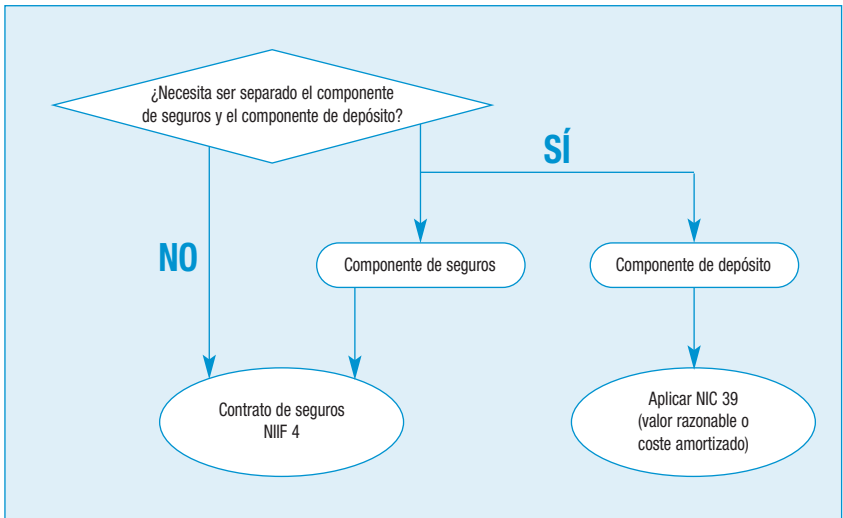 ¿Necesita ser separado el componente
de seguros y el componente de depósito?
SÍ
NO
Componente de seguros
Componente de depósito
Contrato de seguros
NIIF 4
Aplicar NIC 39
(valor razonable o
coste amortizado)